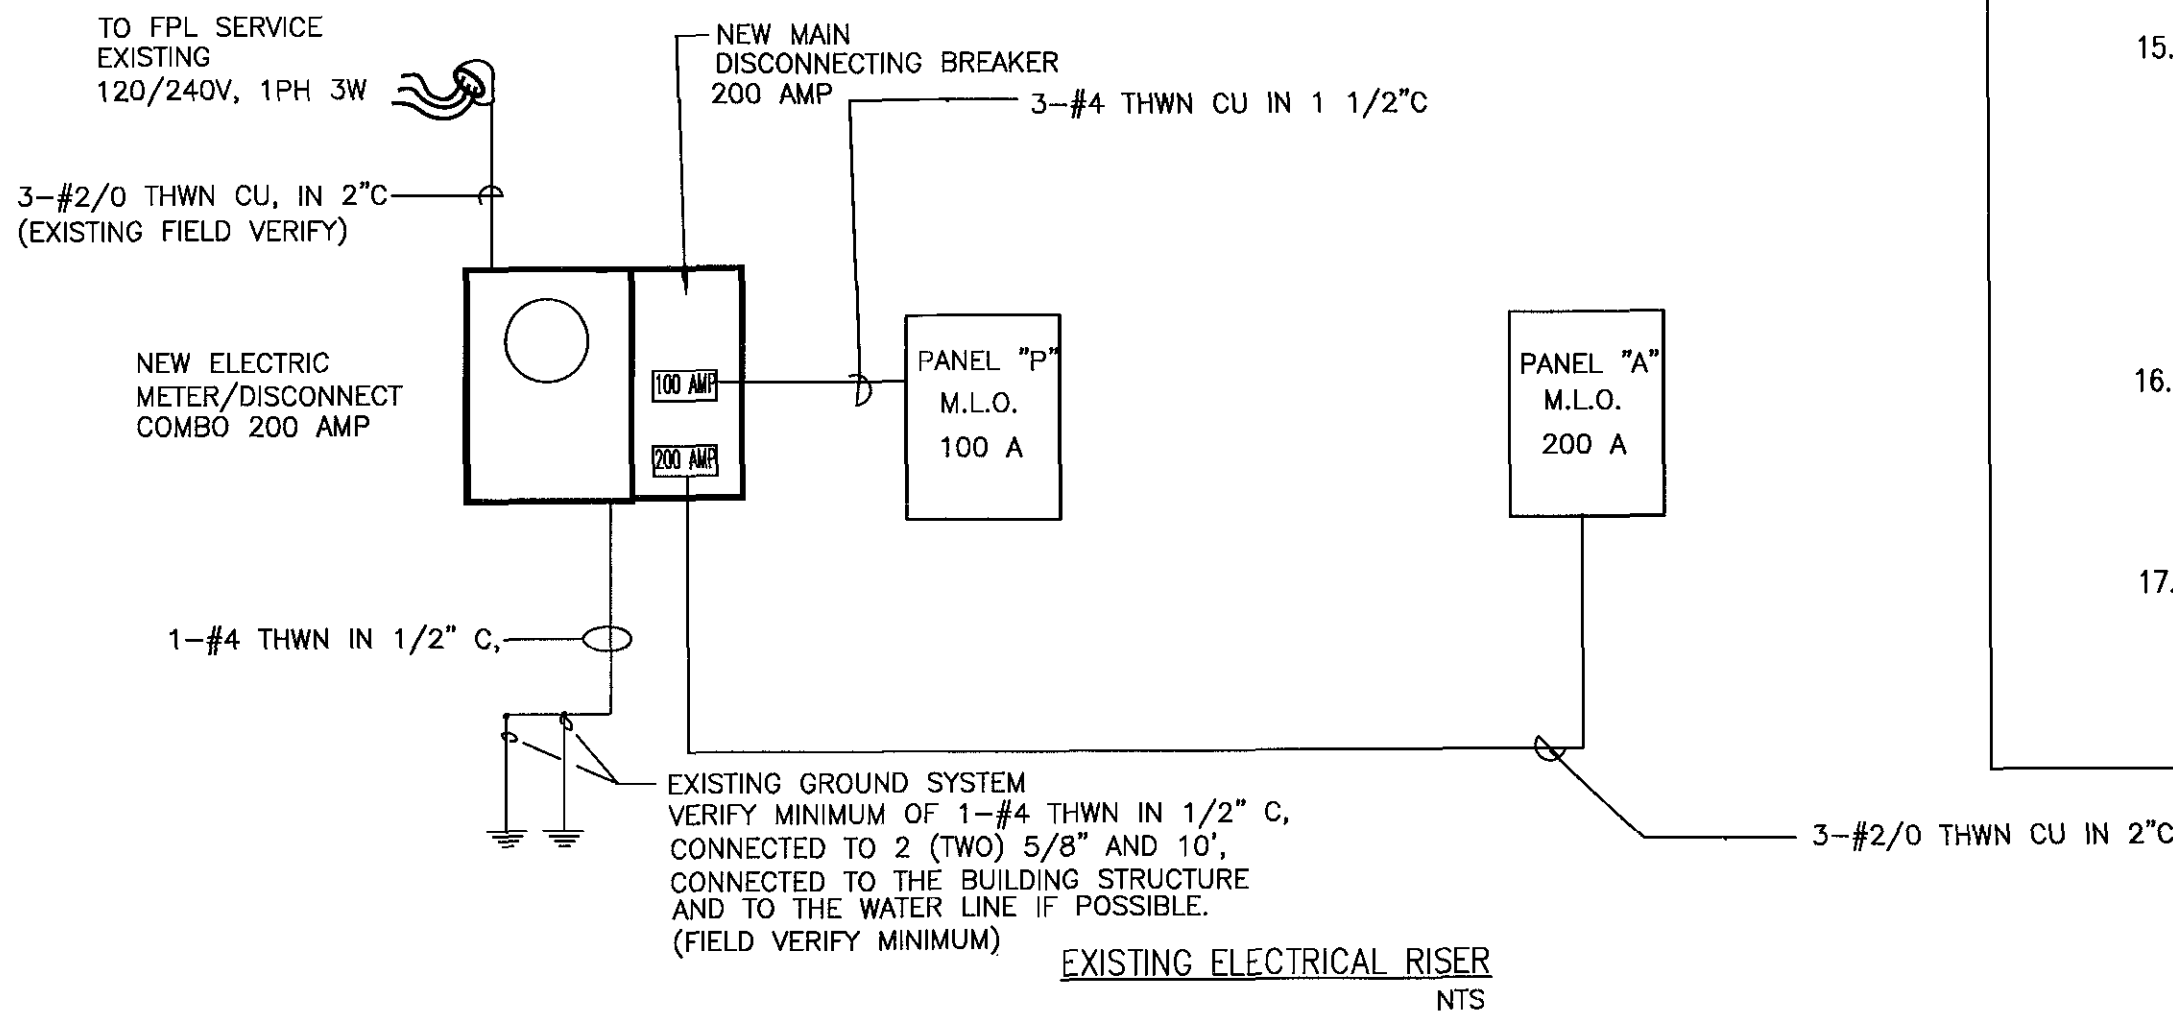 TO FPL SERVICE
EXISTING
120/240V, 1PH 3W
NEW MAIN
DISCONNECTING BREAKER
200 AMP
3-#4 THWN CU IN 1 1/2"C
3-#2/0 THWN CU, IN 2"C
(EXISTING FIELD VERIFY)
NEW ELECTRIC
METER/DISCONNECT
COMBO 200 AMP
100 AMP
200 AMP
PANEL "P"
M.L.O.
100 A
PANEL "A"
M.L.O.
200 A
1-#4 THWN IN 1/2" C,
EXISTING GROUND SYSTEM
VERIFY MINIMUM OF 1-#4 THWN IN 1/2" C,
CONNECTED TO 2 (TWO) 5/8" AND 10',
CONNECTED TO THE BUILDING STRUCTURE
AND TO THE WATER LINE IF POSSIBLE.
(FIELD VERIFY MINIMUM)
3-#2/0 THWN CU IN 2"C
EXISTING ELECTRICAL RISER
NTS
15.
16.
17.